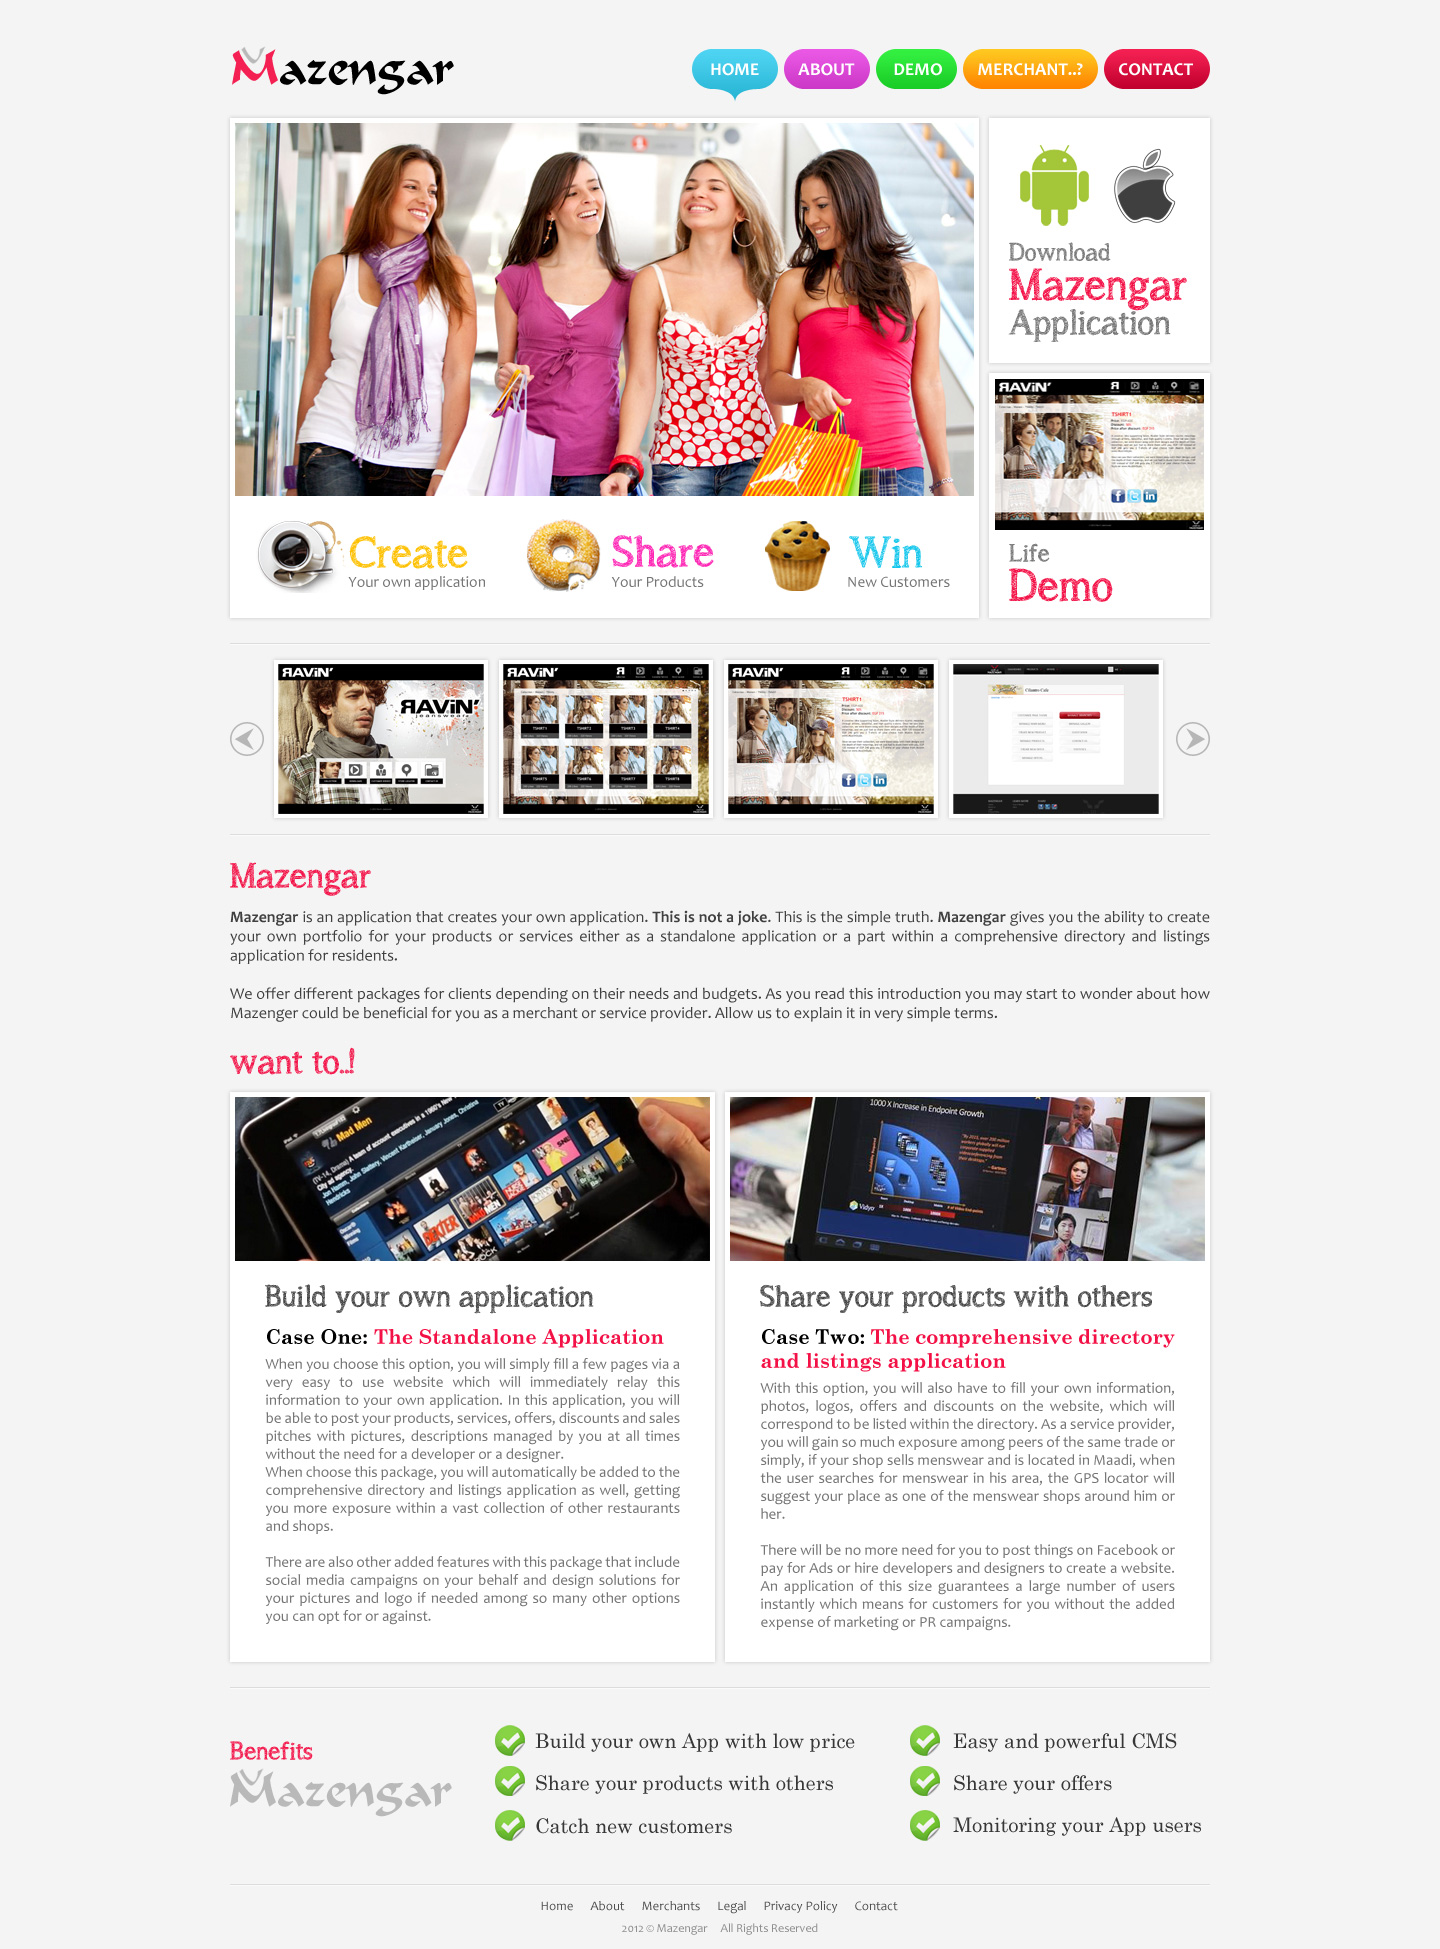 Mazengar
HOME ABOUT DEMO MERCHANT..? CONTACT
Download
Mazengar
Application
Create
Your own application
Share
Your Products
Win
New Customers
RAViN'
TSHIRT1
Life
Demo
RAViN'
RAViN'
jeanswear
RAViN'
TSHIRT1
RAViN'
TSHIRT1
Mazengar
Mazengar is an application that creates your own application. This is not a joke. This is the simple truth. Mazengar gives you the ability to create
your own portfolio for your products or services either as a standalone application or a part within a comprehensive directory and listings
application for residents.
We offer different packages for clients depending on their needs and budgets. As you read this introduction you may start to wonder about how
Mazenger could be beneficial for you as a merchant or service provider. Allow us to explain it in very simple terms.
want to..!
Mad Men
1000 X Increase in Endpoint Growth
Vidyo
Build your own application
Case One: The Standalone Application
When you choose this option, you will simply fill a few pages via a
very easy to use website which will immediately relay this
information to your own application. In this application, you will
be able to post your products, services, offers, discounts and sales
pitches with pictures, descriptions managed by you at all times
without the need for a developer or a designer.
When choose this package, you will automatically be added to the
comprehensive directory and listings application as well, getting
you more exposure within a vast collection of other restaurants
and shops.
There are also other added features with this package that include
social media campaigns on your behalf and design solutions for
your pictures and logo if needed among so many other options
you can opt for or against.
Share your products with others
Case Two: The comprehensive directory
and listings application
With this option, you will also have to fill your own information,
photos, logos, offers and discounts on the website, which will
correspond to be listed within the directory. As a service provider,
you will gain so much exposure among peers of the same trade or
simply, if your shop sells menswear and is located in Maadi, when
the user searches for menswear in his area, the GPS locator will
suggest your place as one of the menswear shops around him or
her.
There will be no more need for you to post things on Facebook or
pay for Ads or hire developers and designers to create a website.
An application of this size guarantees a large number of users
instantly which means for customers for you without the added
expense of marketing or PR campaigns.
Benefits
Mazengar
Build your own App with low price
Share your products with others
Catch new customers
Easy and powerful CMS
Share your offers
Monitoring your App users
Home About Merchants Legal Privacy Policy Contact
2012 © Mazengar All Rights Reserved